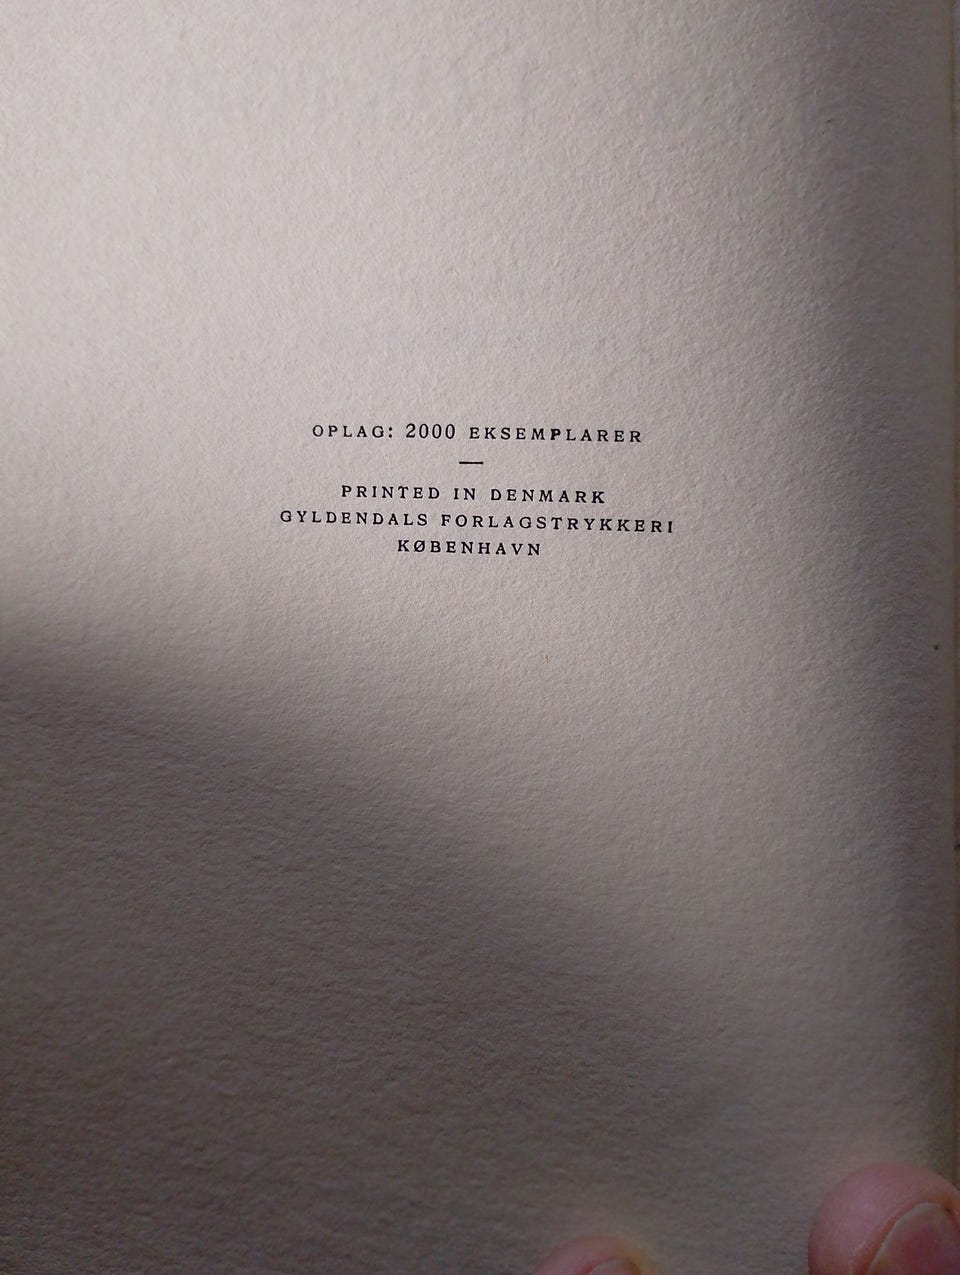 OPLAG: 2000 EKSEMPLARER
—
PRINTED IN DENMARK
GYLDENDALS FORLAGSTRYKKERI
KØBENHAVN